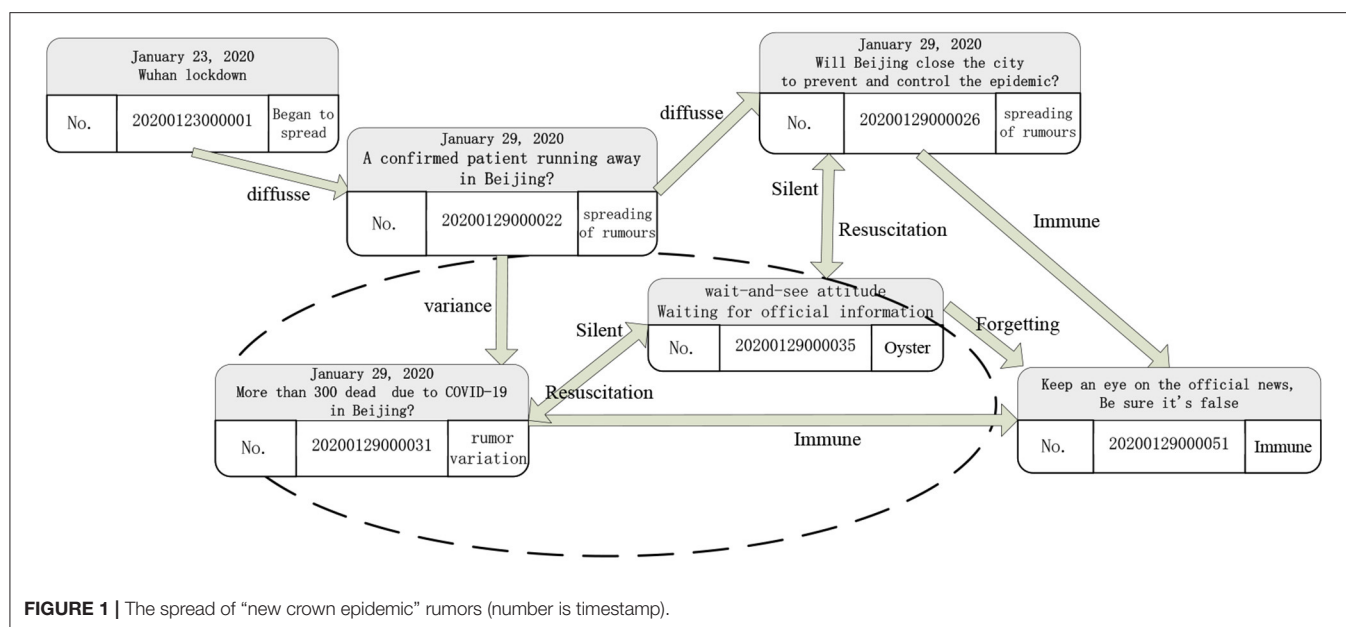 January 23, 2020
Wuhan lockdown
No.
20200123000001
Began to
spread
diffusse
January 29, 2020
A confirmed patient running away
in Beijing?
No.
20200129000022
spreading
of rumours
diffusse
January 29, 2020
Will Beijing close the city
to prevent and control the epidemic?
No.
20200129000026
spreading
of rumours
Silent
Resuscitation
Immune
variance
wait-and-see attitude
Waiting for official information
No.
20200129000035
Oyster
Silent
Resuscitation
Forgetting
January 29, 2020
More than 300 dead due to COVID-19
in Beijing?
No.
20200129000031
rumor
variation
Immune
Keep an eye on the official news,
Be sure it's false
No.
20200129000051
Immune
FIGURE 1 | The spread of “new crown epidemic” rumors (number is timestamp).